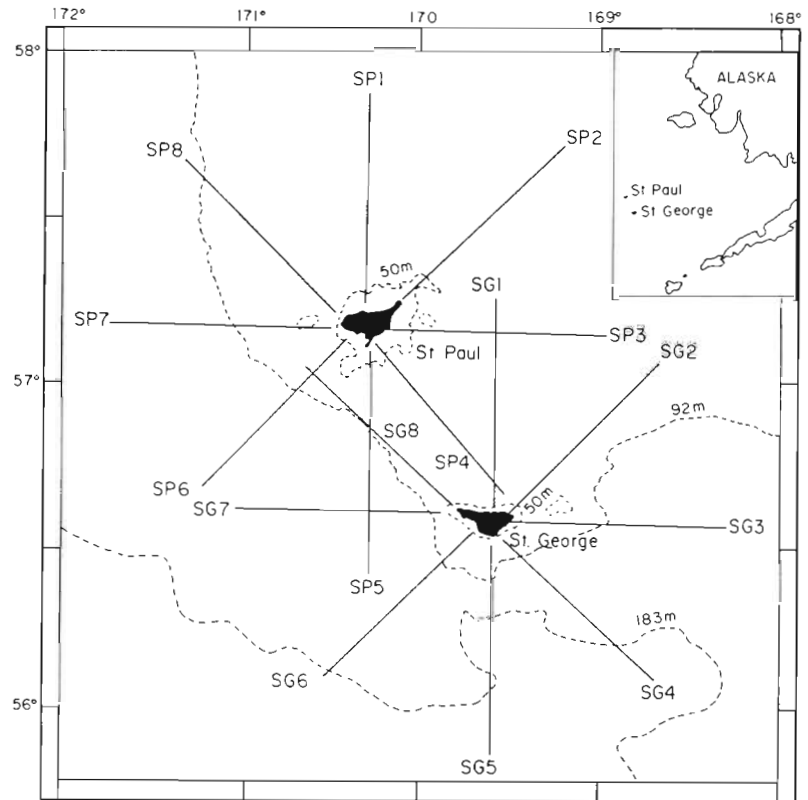 172° 171° 170 169° 168°
58°
ALASKA
SP1
SP2
SP8
St Paul
St George
50m
SG1
SP7
SP3
St Paul
SG2
57°
92m
SG8
SP4
SP6
50m
SG7
SG3
St. George
SP5
183m
SG6
SG4
56°
SG5